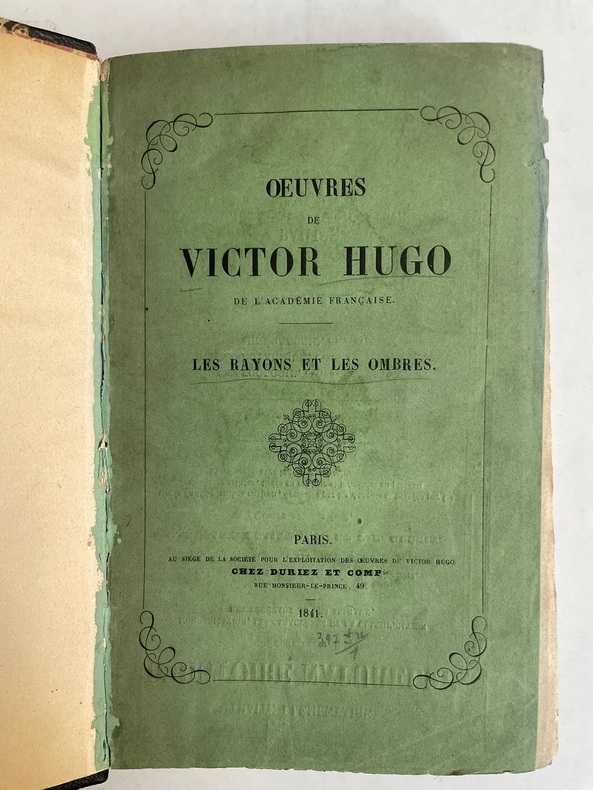 ŒUVRES
DE
VICTOR HUGO
DE L'ACADÉMIE FRANÇAISE.
LES RAYONS ET LES OMBRES.
PARIS.
AU SIÉGE DE LA SOCIÉTÉ POUR L'EXPLOITATION DES ŒUVRES DE VICTOR HUGO
CHEZ DURIEZ ET COMP
RUE MONSIEUR-LE-PRINCE, 49.
1841.